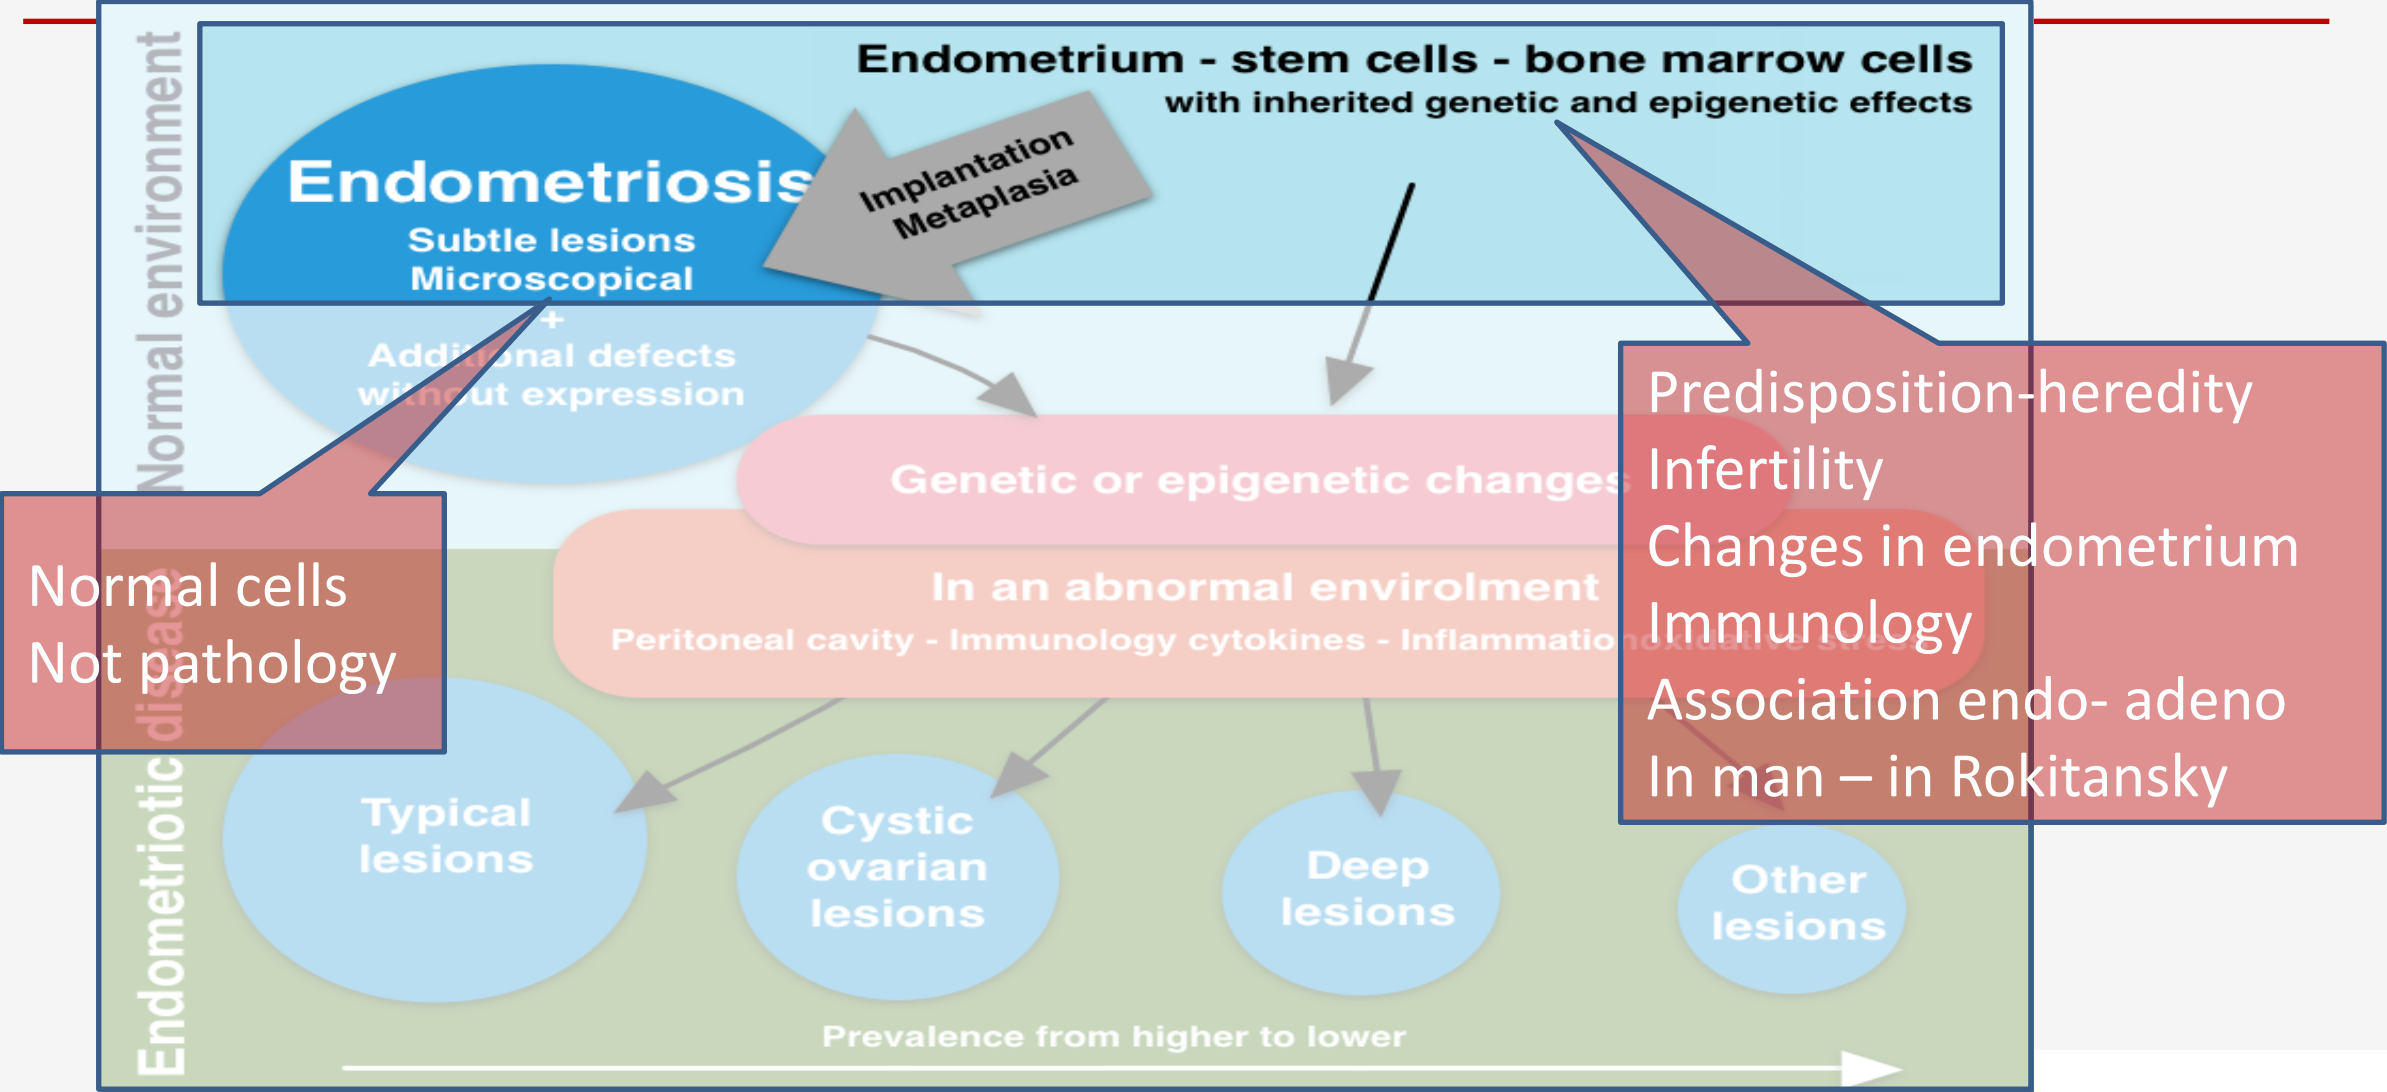 Normal environment
Endometrium - stem cells - bone marrow cells
with inherited genetic and epigenetic effects
Implantation
Metaplasia
Endometriosis
Subtle lesions
Microscopical
+
Additional defects
without expression
Genetic or epigenetic changes
In an abnormal envirolment
Peritoneal cavity - Immunology cytokines - Inflammation oxidative stress
Normal cells
Not pathology
Predisposition-heredity
Infertility
Changes in endometrium
Immunology
Association endo- adeno
In man – in Rokitansky
Endometriotic disease
Typical
lesions
Cystic
ovarian
lesions
Deep
lesions
Other
lesions
Prevalence from higher to lower